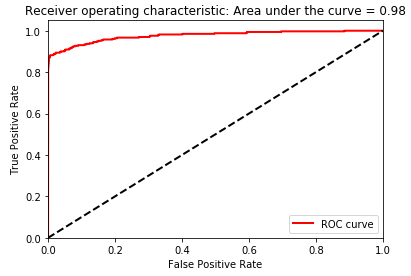 Receiver operating characteristic: Area under the curve = 0.98
True Positive Rate
1.0
0.8
0.6
0.4
0.2
0.0
0.0 0.2 0.4 0.6 0.8 1.0
False Positive Rate
ROC curve